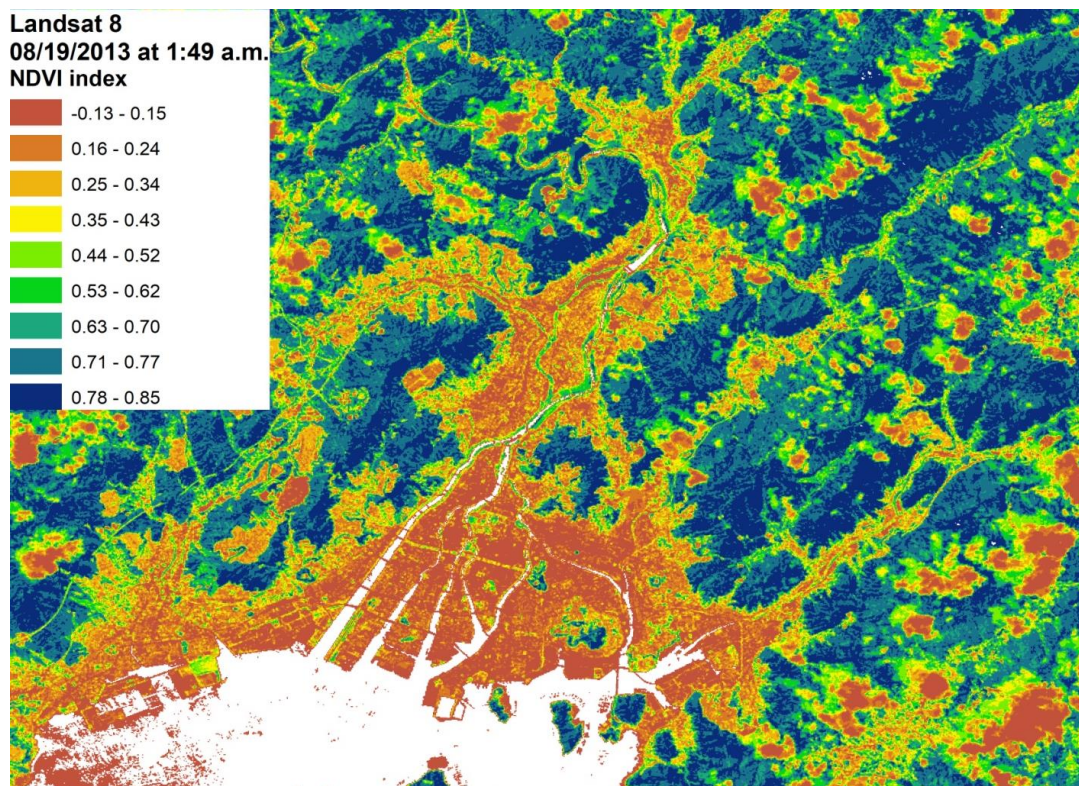 Landsat 8
08/19/2013 at 1:49 a.m.
NDVI index
-0.13 - 0.15
0.16 - 0.24
0.25 - 0.34
0.35 - 0.43
0.44 - 0.52
0.53 - 0.62
0.63 - 0.70
0.71 - 0.77
0.78 - 0.85